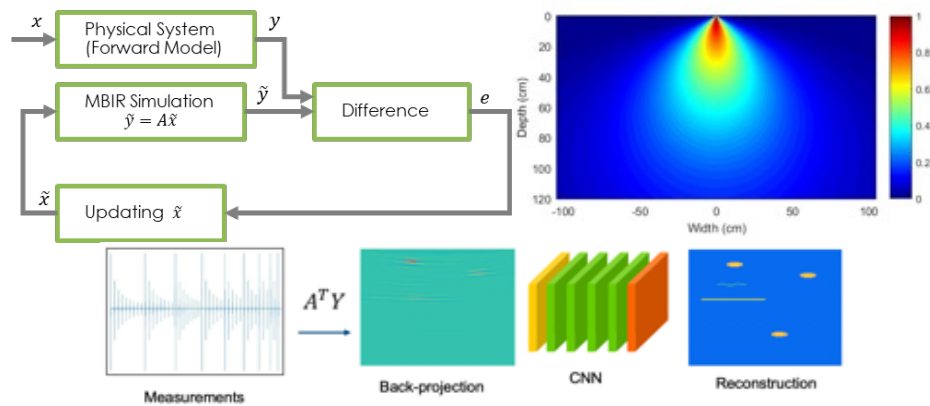 x
Physical System
(Forward Model)
y
MBIR Simulation
ỹ = Ax̃
ỹ
Difference
e
x̃
Updating x̃
0
20
40
60
80
100
120
Depth (cm)
-100
-50
0
50
100
Width (cm)
1
0.8
0.6
0.4
0.2
0
AᵀY
Measurements
Back-projection
CNN
Reconstruction